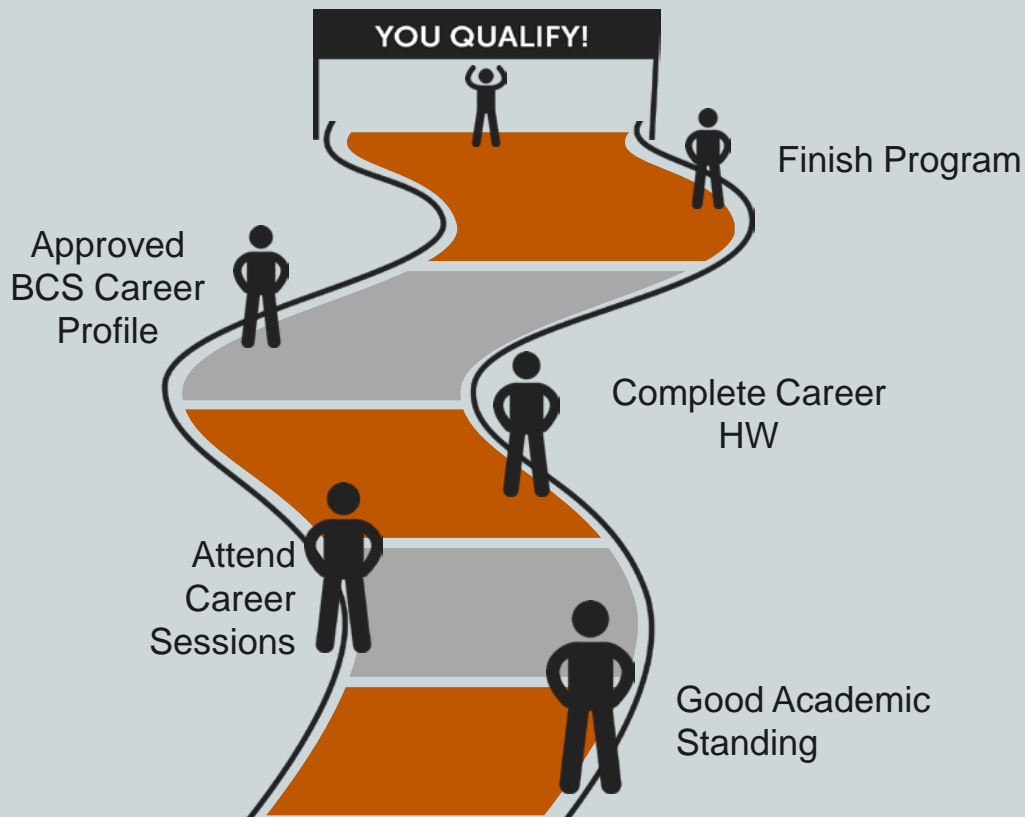 YOU QUALIFY!
Finish Program
Approved
BCS Career
Profile
Complete Career
HW
Attend
Career
Sessions
Good Academic
Standing